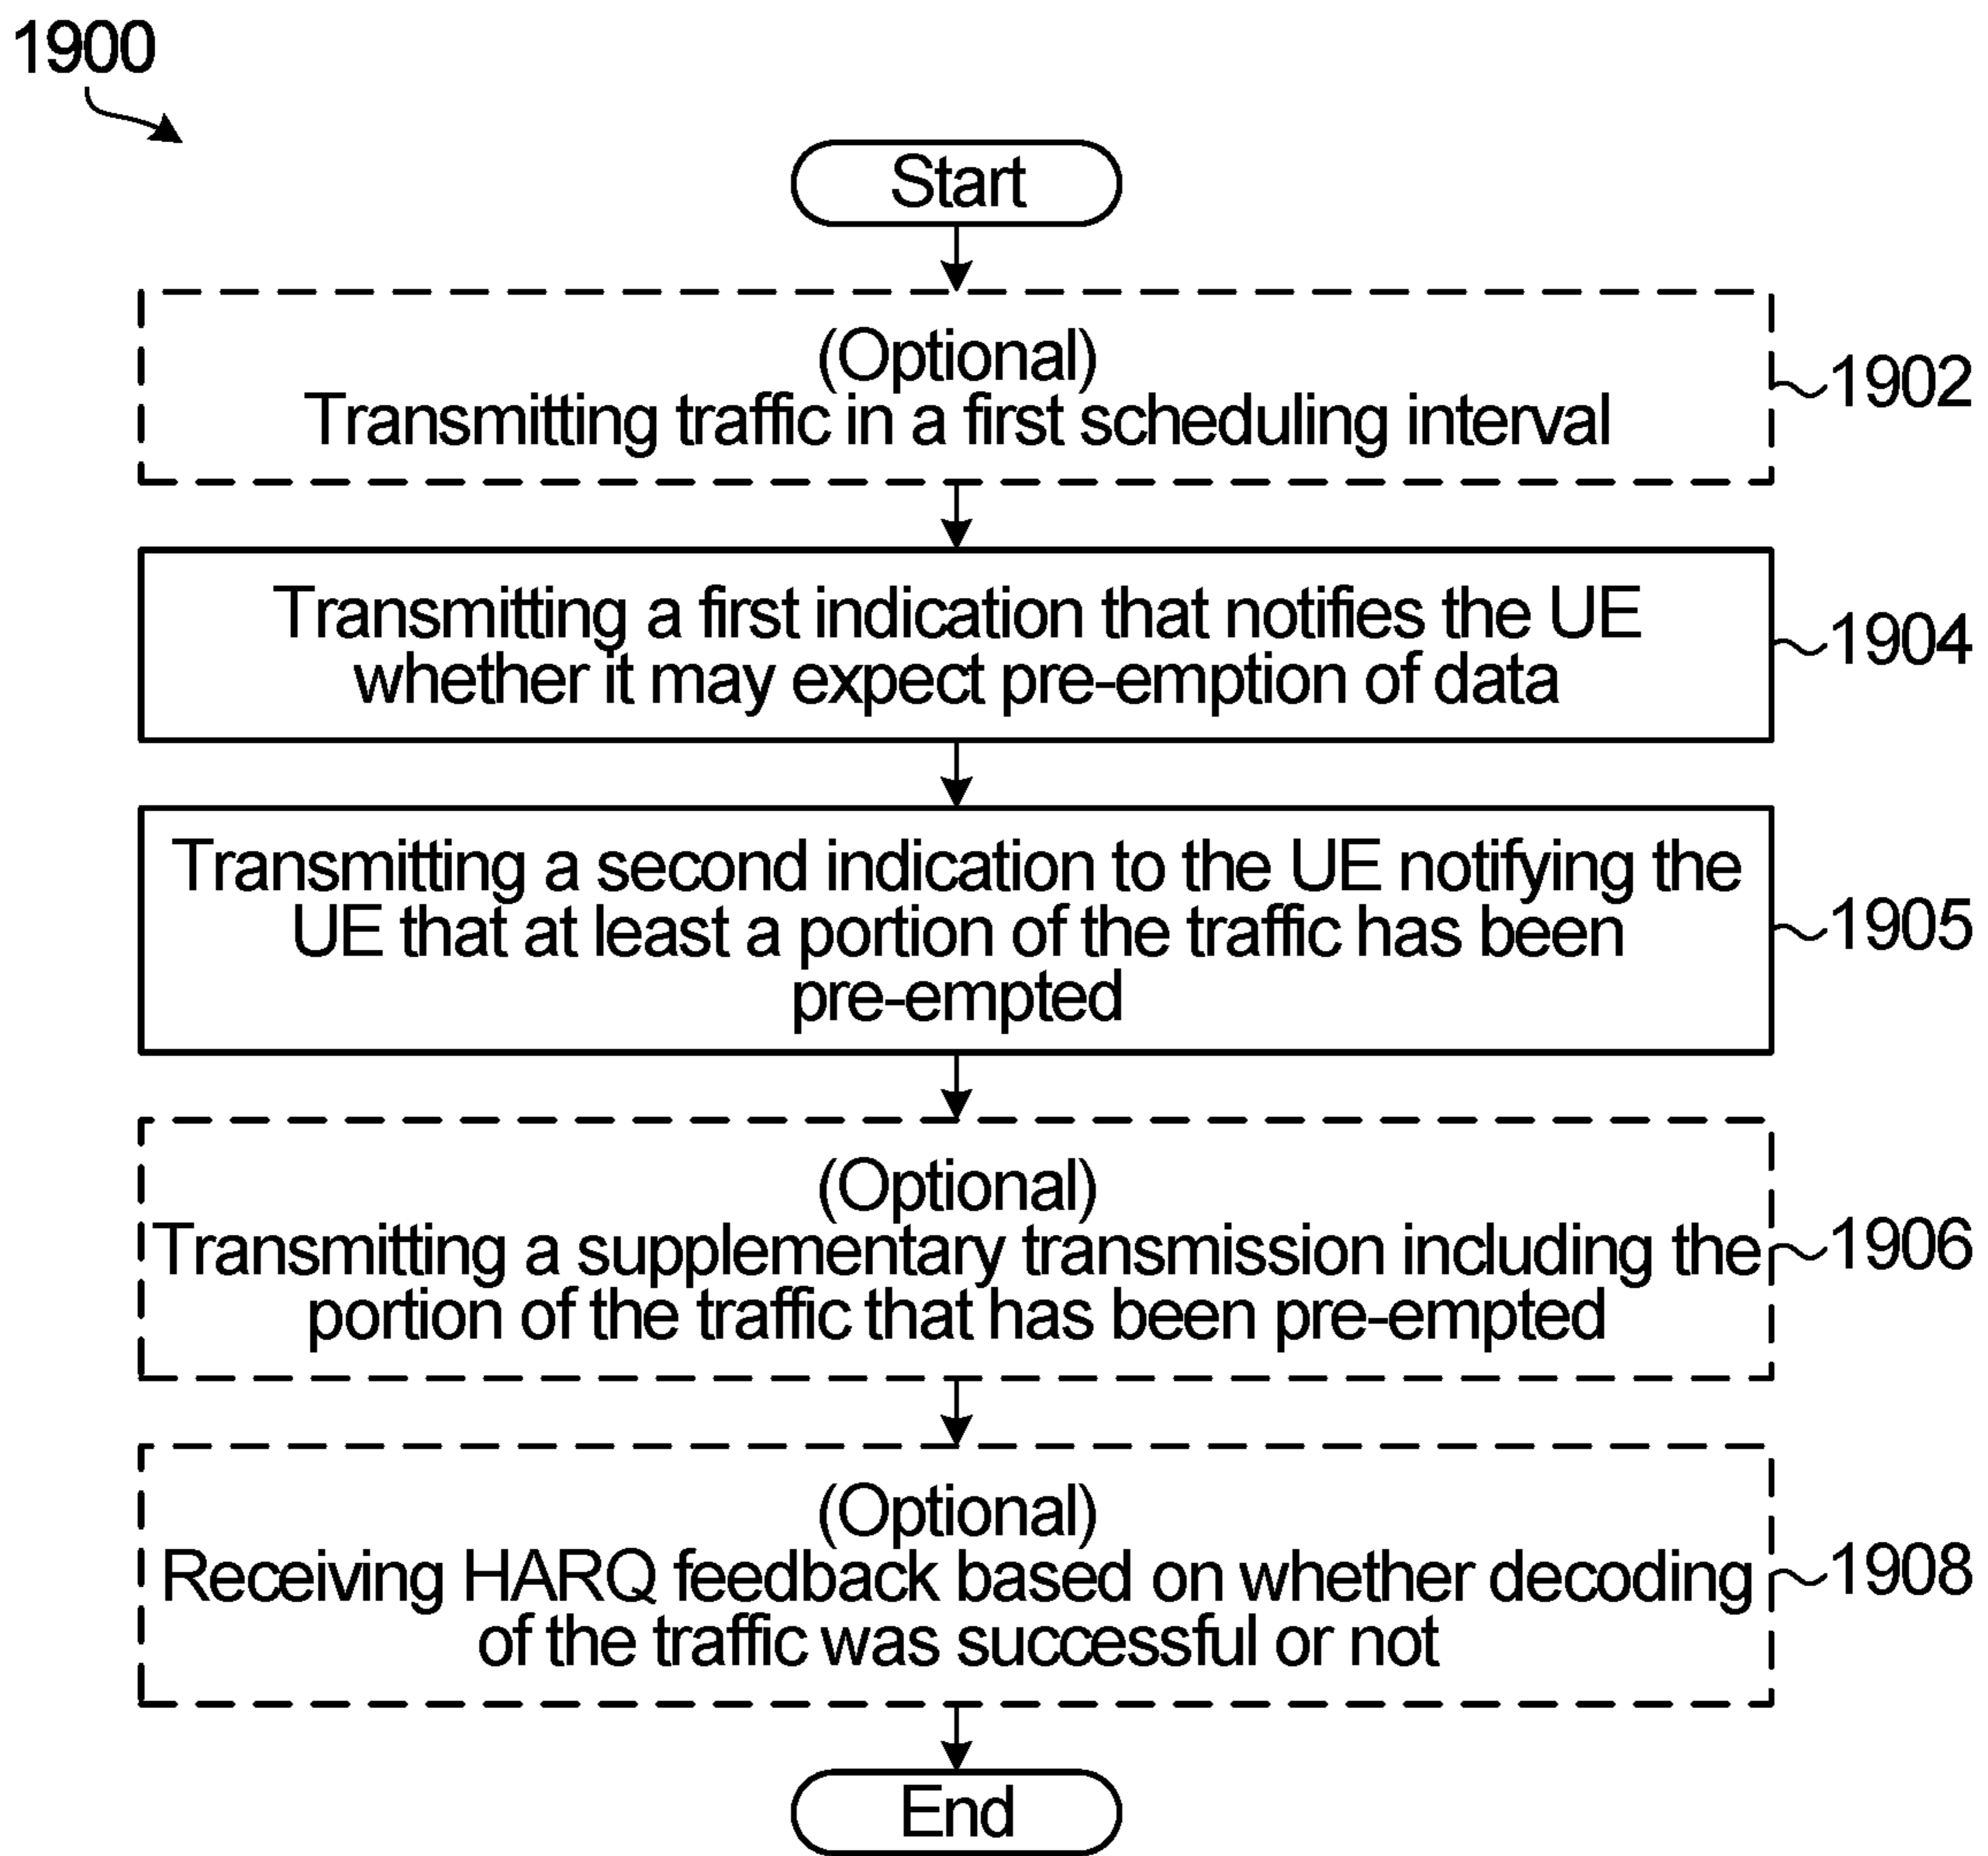 1900
Start
(Optional)
Transmitting traffic in a first scheduling interval
1902
Transmitting a first indication that notifies the UE
whether it may expect pre-emption of data
1904
Transmitting a second indication to the UE notifying the
UE that at least a portion of the traffic has been
pre-empted
1905
(Optional)
Transmitting a supplementary transmission including the
portion of the traffic that has been pre-empted
1906
(Optional)
Receiving HARQ feedback based on whether decoding
of the traffic was successful or not
1908
End